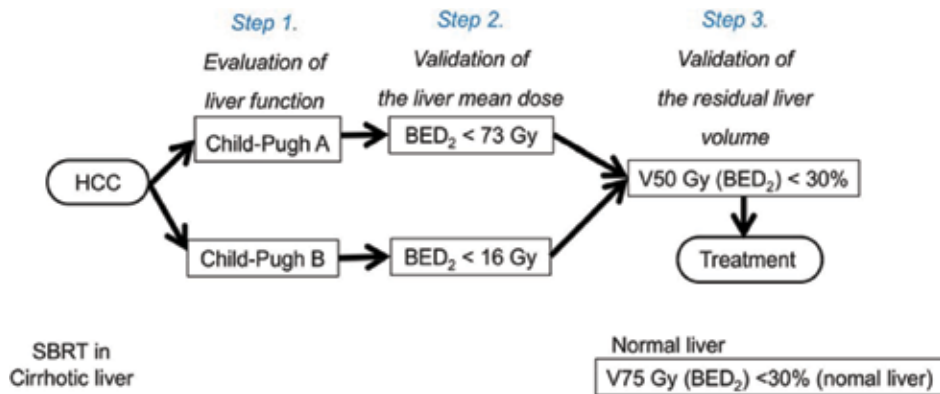 Step 1.
Evaluation of
liver function
Step 2.
Validation of
the liver mean dose
Step 3.
Validation of
the residual liver
volume
HCC
Child-Pugh A
BED₂ < 73 Gy
Child-Pugh B
BED₂ < 16 Gy
V50 Gy (BED₂) < 30%
Treatment
SBRT in
Cirrhotic liver
Normal liver
V75 Gy (BED₂) <30% (nomal liver)